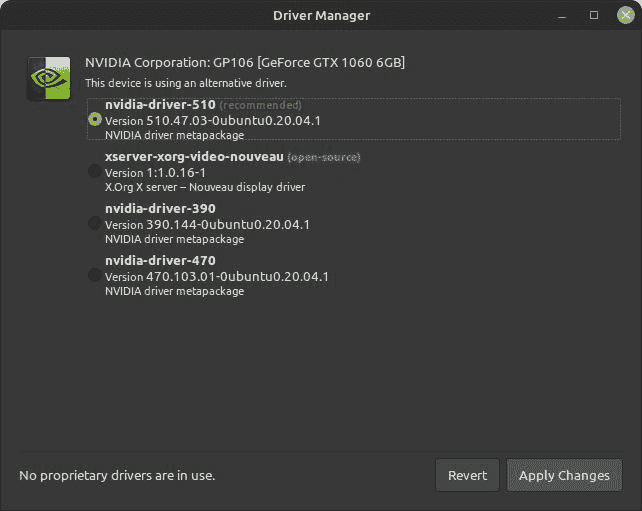 Driver Manager
NVIDIA Corporation: GP106 [GeForce GTX 1060 6GB]
This device is using an alternative driver.
nvidia-driver-510 (recommended)
Version 510.47.03-0ubuntu0.20.04.1
NVIDIA driver metapackage
xserver-xorg-video-nouveau (open-source)
Version 1:1.0.16-1
X.Org X server – Nouveau display driver
nvidia-driver-390
Version 390.144-0ubuntu0.20.04.1
NVIDIA driver metapackage
nvidia-driver-470
Version 470.103.01-0ubuntu0.20.04.1
NVIDIA driver metapackage
No proprietary drivers are in use.
Revert
Apply Changes